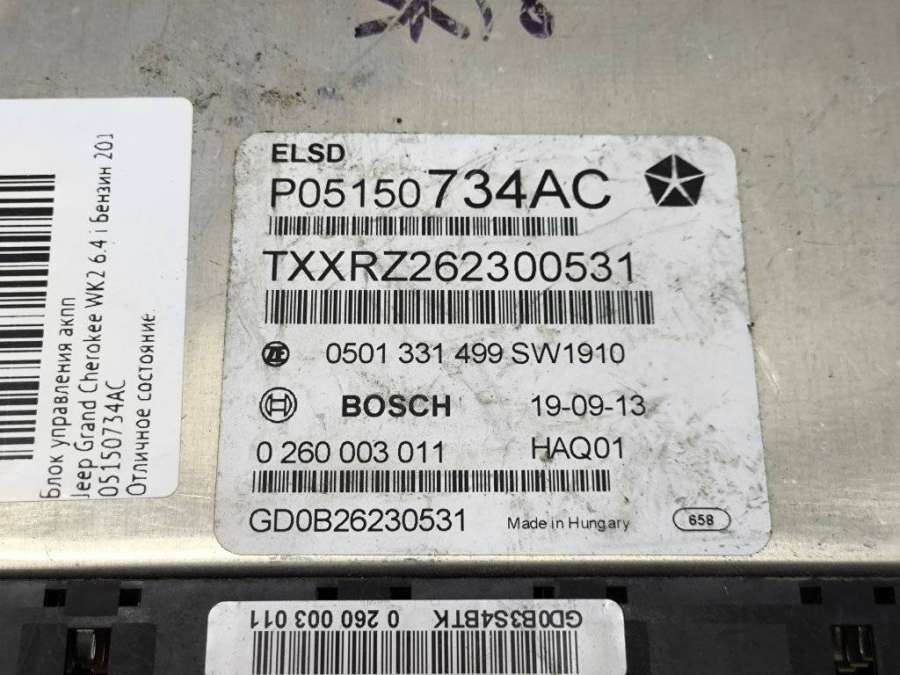 ELSD
P05150734AC
TXXRZ262300531
ZF 0501 331 499 SW1910
BOSCH 19-09-13
0 260 003 011 HAQ01
GD0B26230531 Made in Hungary 658
Блок управления акпп
Jeep Grand Cherokee WK2 6.4 i бензин 201
05150734AC
Отличное состояние.
GD0B3S4BTK 0 260 003 011